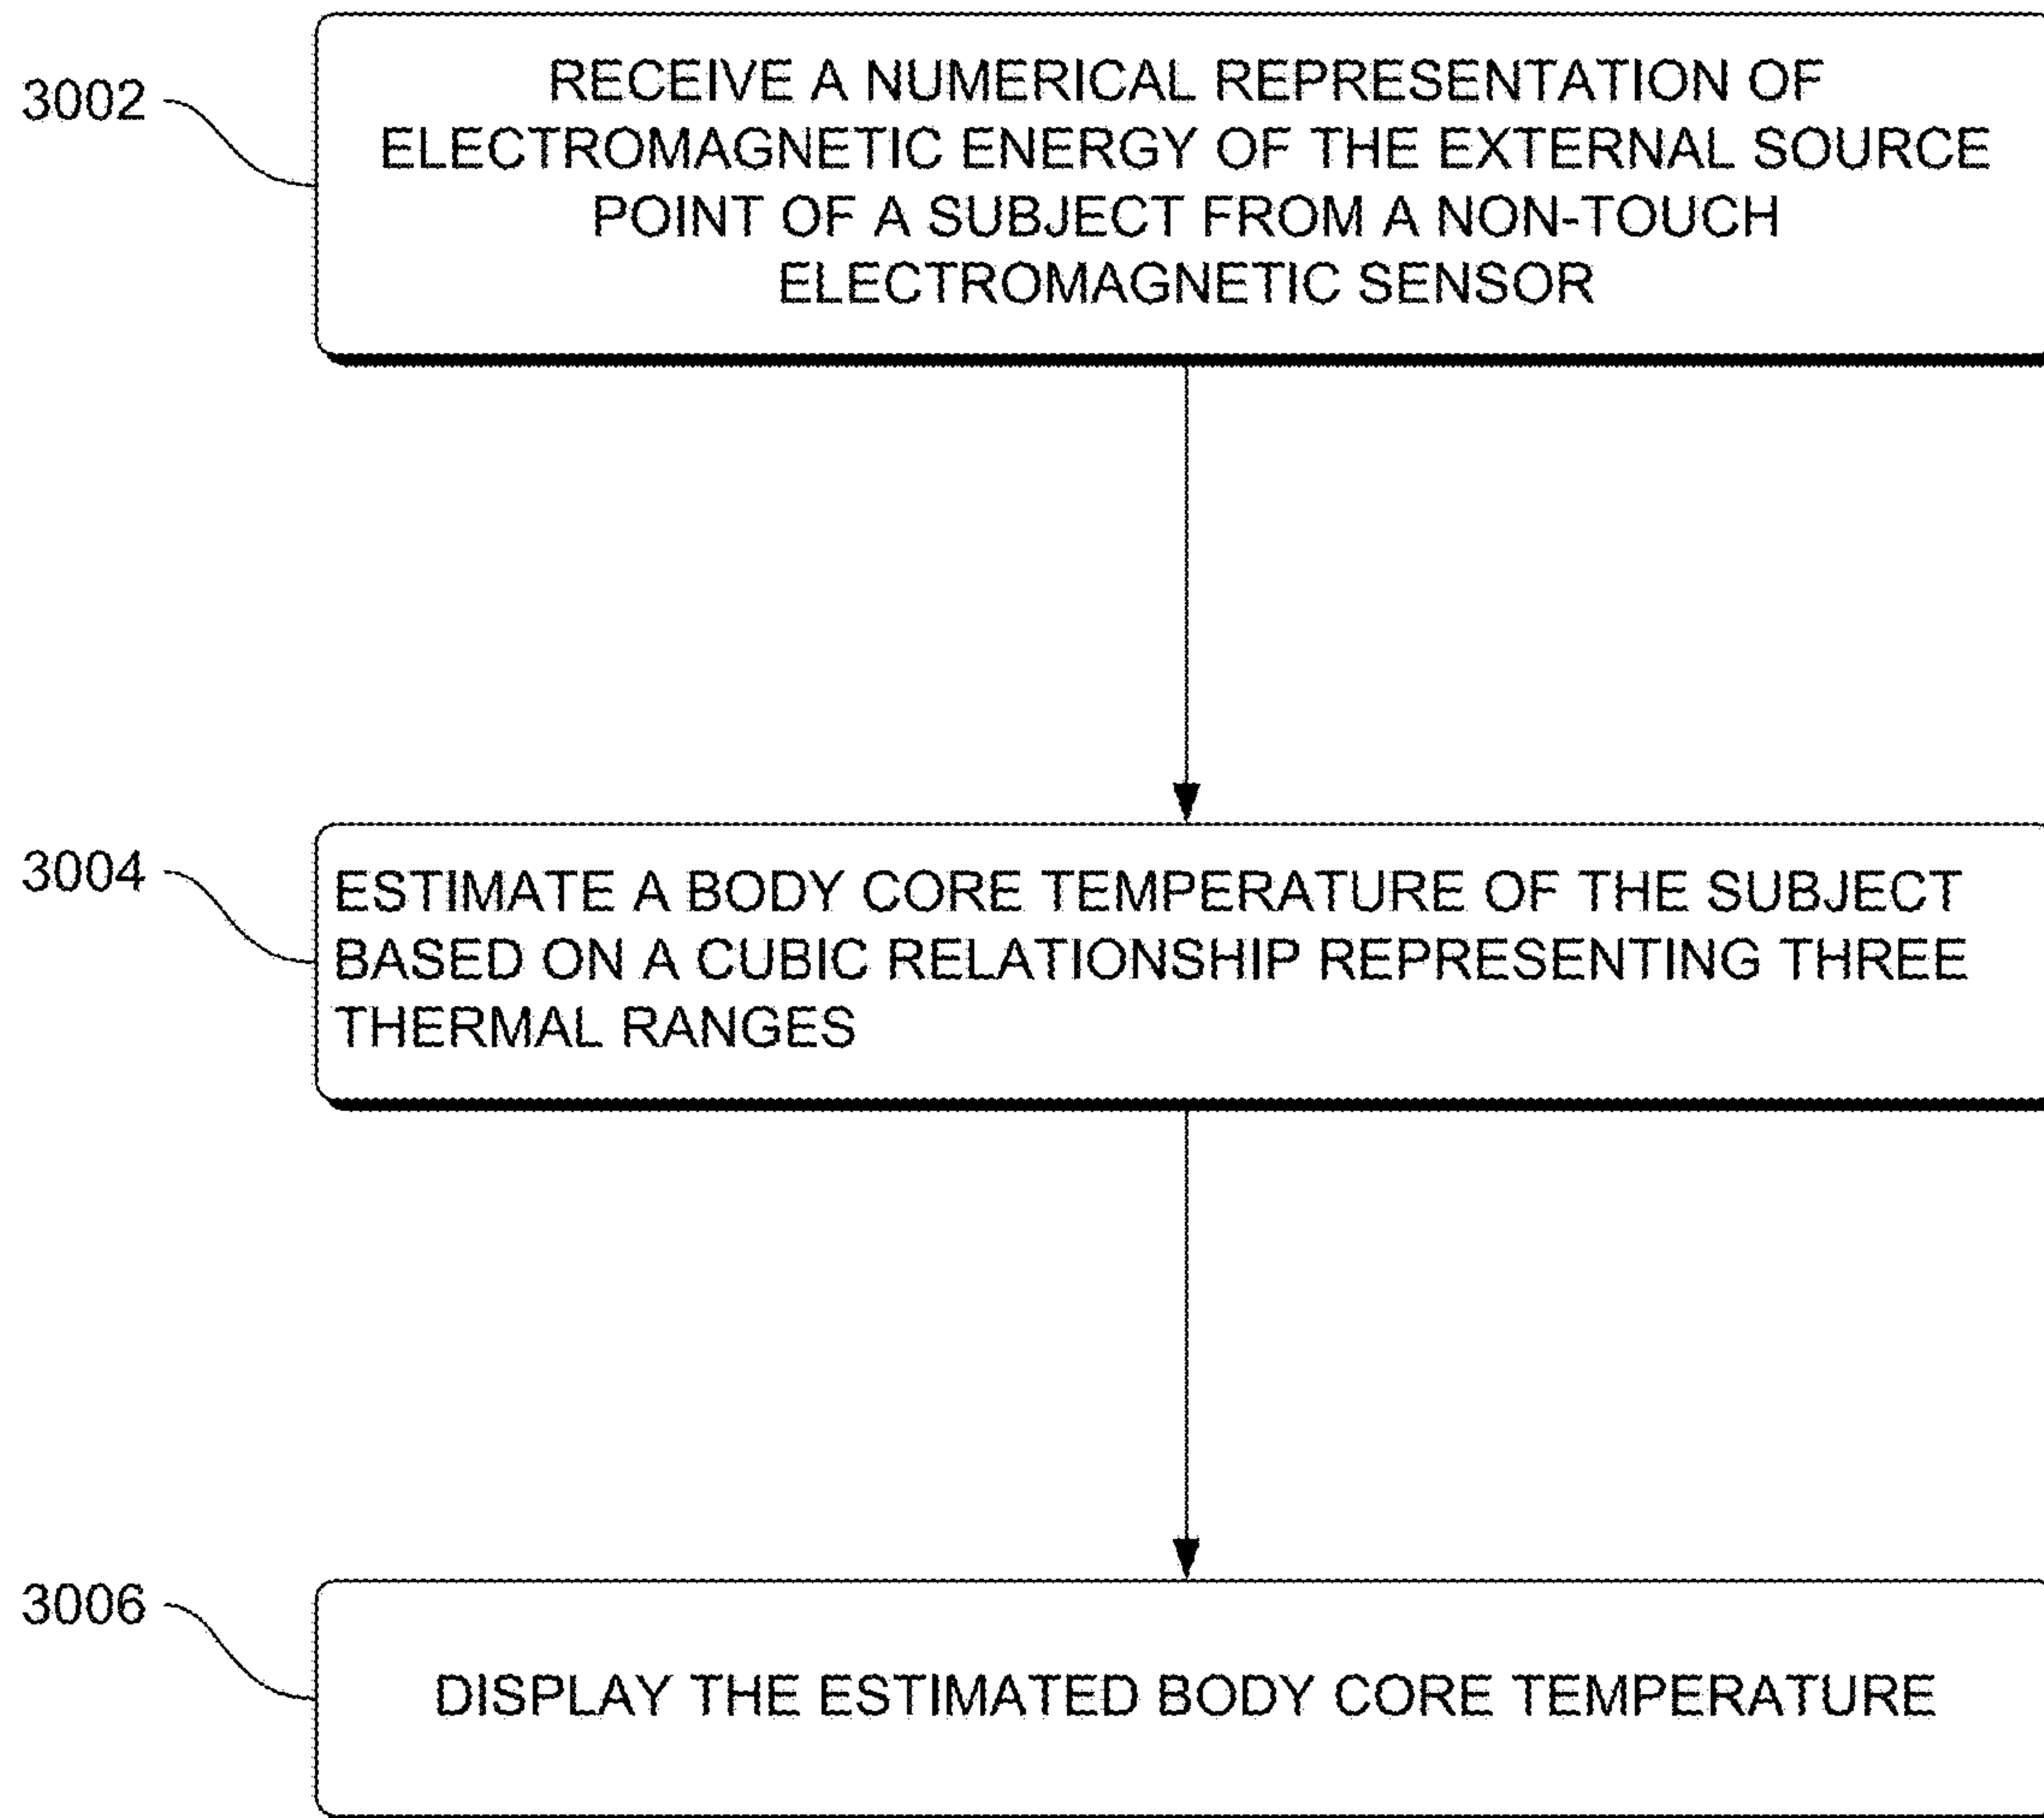 3002
RECEIVE A NUMERICAL REPRESENTATION OF
ELECTROMAGNETIC ENERGY OF THE EXTERNAL SOURCE
POINT OF A SUBJECT FROM A NON-TOUCH
ELECTROMAGNETIC SENSOR
3004
ESTIMATE A BODY CORE TEMPERATURE OF THE SUBJECT
BASED ON A CUBIC RELATIONSHIP REPRESENTING THREE
THERMAL RANGES
3006
DISPLAY THE ESTIMATED BODY CORE TEMPERATURE